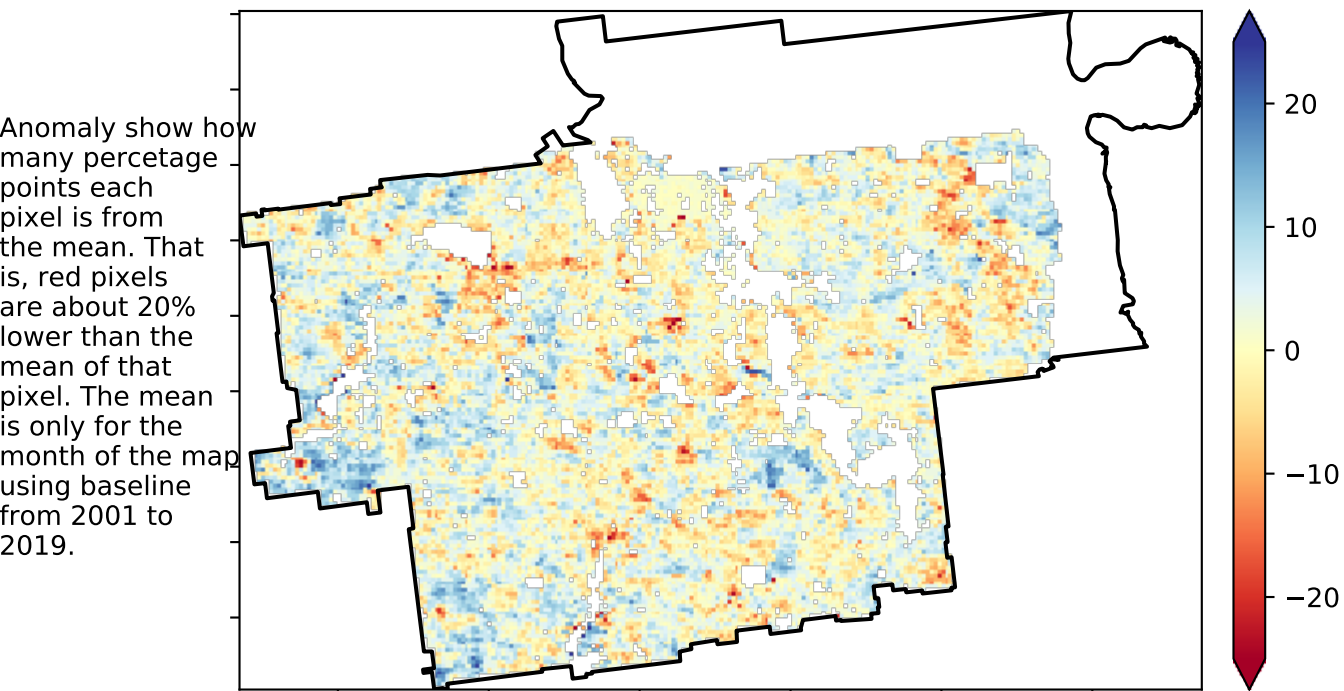 Anomaly show how
many percetage
points each
pixel is from
the mean. That
is, red pixels
are about 20%
lower than the
mean of that
pixel. The mean
is only for the
month of the map
using baseline
from 2001 to
2019.
20
10
0
−10
−20